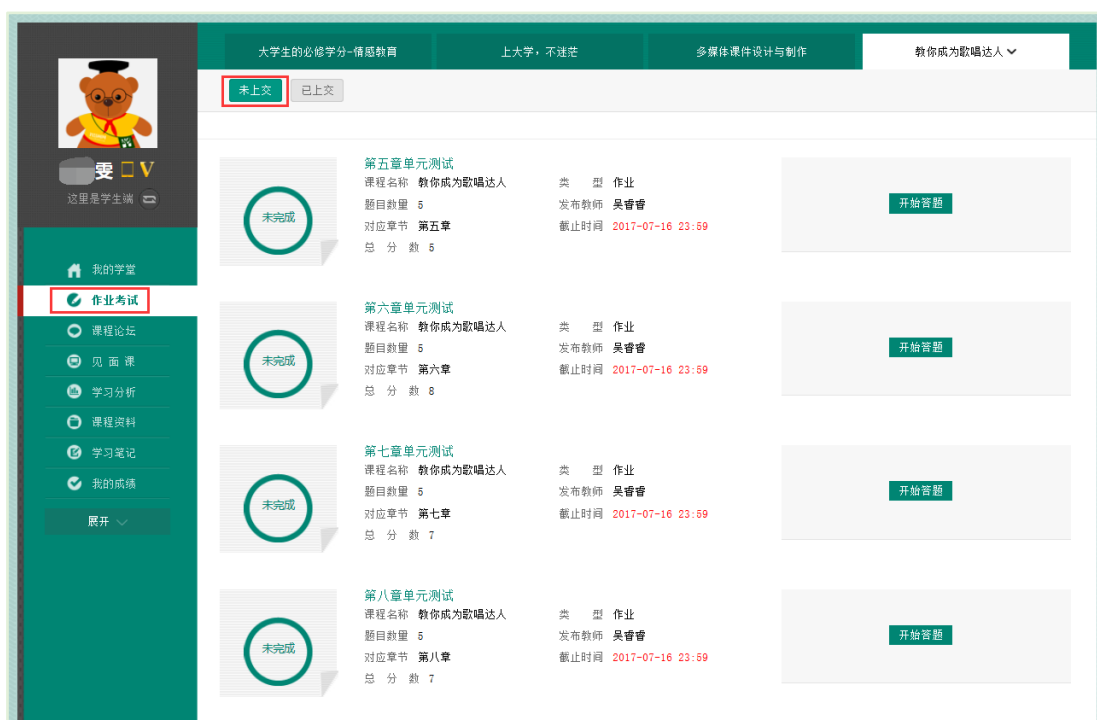 大学生的必修学分-情感教育
上大学，不迷茫
多媒体课件设计与制作
教你成为歌唱达人
未上交
已上交
雯 V
这里是学生端
我的学堂
作业考试
课程论坛
见 面 课
学习分析
课程资料
学习笔记
我的成绩
展开
第五章单元测试
未完成
课程名称 教你成为歌唱达人 类 型 作业
题目数量 5 发布教师 吴睿睿
开始答题
对应章节 第五章 截止时间 2017-07-16 23:59
总 分 数 5
第六章单元测试
未完成
课程名称 教你成为歌唱达人 类 型 作业
题目数量 5 发布教师 吴睿睿
开始答题
对应章节 第六章 截止时间 2017-07-16 23:59
总 分 数 8
第七章单元测试
未完成
课程名称 教你成为歌唱达人 类 型 作业
题目数量 5 发布教师 吴睿睿
开始答题
对应章节 第七章 截止时间 2017-07-16 23:59
总 分 数 7
第八章单元测试
未完成
课程名称 教你成为歌唱达人 类 型 作业
题目数量 5 发布教师 吴睿睿
开始答题
对应章节 第八章 截止时间 2017-07-16 23:59
总 分 数 7